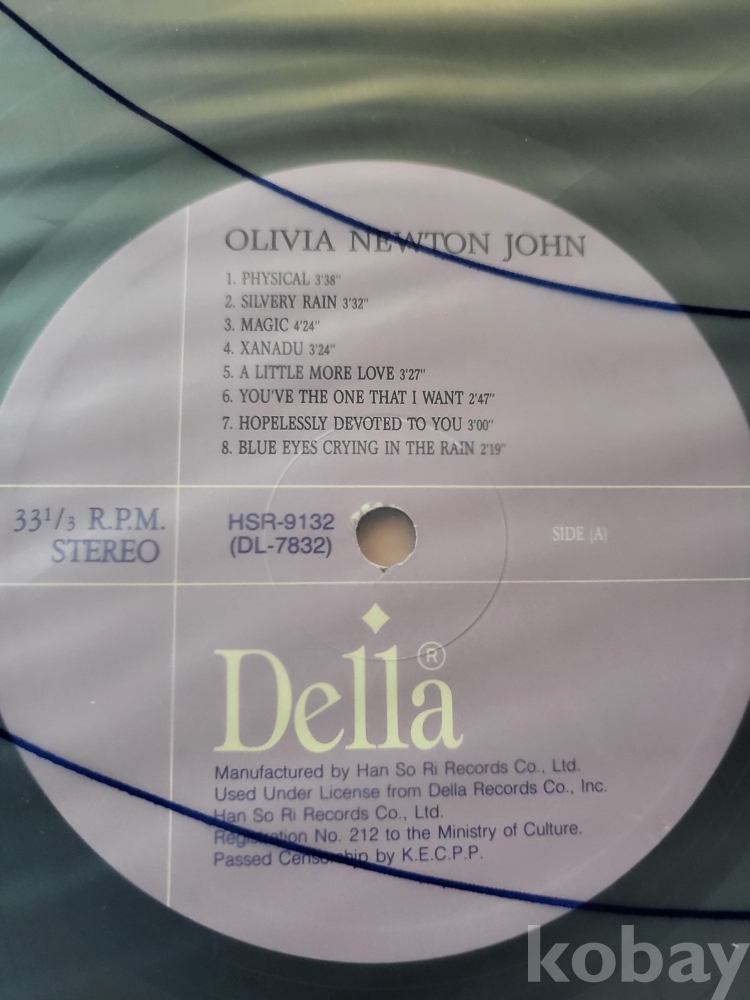 OLIVIA NEWTON JOHN
1. PHYSICAL 3'38"
2. SILVERY RAIN 3'32"
3. MAGIC 4'24"
4. XANADU 3'24"
5. A LITTLE MORE LOVE 3'27"
6. YOU'VE THE ONE THAT I WANT 2'47"
7. HOPELESSLY DEVOTED TO YOU 3'00"
8. BLUE EYES CRYING IN THE RAIN 2'19"
33 1/3 R.P.M.
STEREO
HSR-9132
(DL-7832)
SIDE (A)
Della ®
Manufactured by Han So Ri Records Co., Ltd.
Used Under License from Della Records Co., Inc.
Han So Ri Records Co., Ltd.
Registration No. 212 to the Ministry of Culture.
Passed Censorship by K.E.C.P.P.
kobay